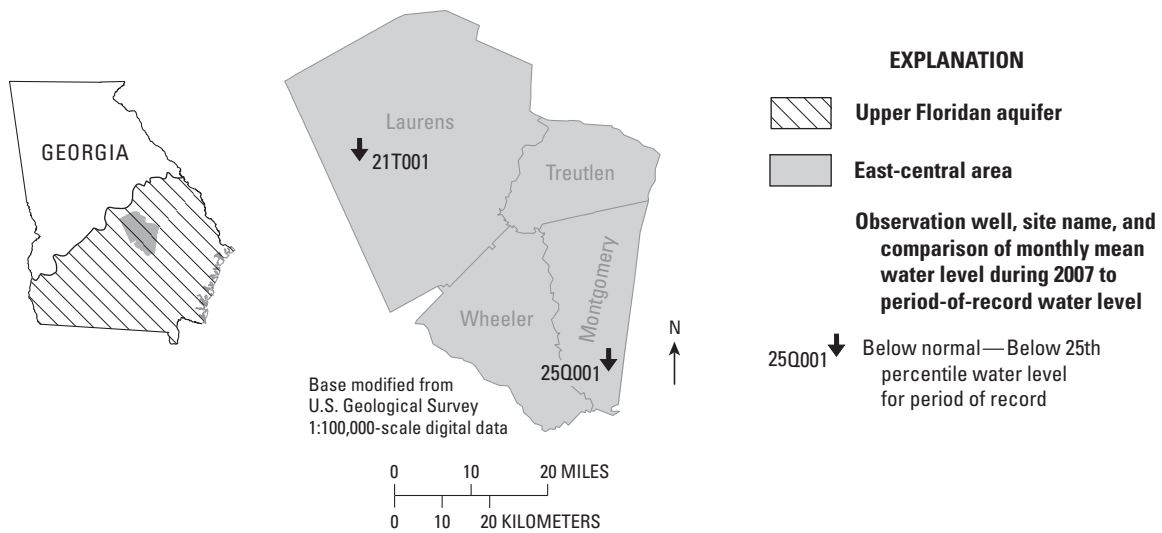 GEORGIA
Laurens
21T001
Treutlen
Montgomery
Wheeler
25Q001
N
Base modified from
U.S. Geological Survey
1:100,000-scale digital data
0 10 20 MILES
0 10 20 KILOMETERS
EXPLANATION
Upper Floridan aquifer
East-central area
Observation well, site name, and
comparison of monthly mean
water level during 2007 to
period-of-record water level
25Q001 Below normal—Below 25th
percentile water level
for period of record